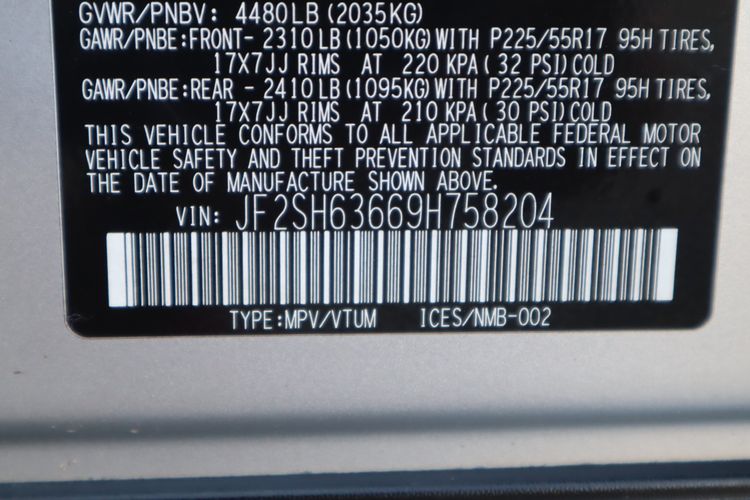 GVWR/PNBV: 4480LB (2035KG)
GAWR/PNBE:FRONT- 2310LB (1050KG) WITH P225/55R17 95H TIRES,
17X7JJ RIMS AT 220 KPA( 32 PSI)COLD
GAWR/PNBE:REAR - 2410LB (1095KG) WITH P225/55R17 95H TIRES,
17X7JJ RIMS AT 210 KPA( 30 PSI)COLD
THIS VEHICLE CONFORMS TO ALL APPLICABLE FEDERAL MOTOR
VEHICLE SAFETY AND THEFT PREVENTION STANDARDS IN EFFECT ON
THE DATE OF MANUFACTURE SHOWN ABOVE.
VIN: JF2SH63669H758204
TYPE:MPV/VTUM ICES/NMB-002